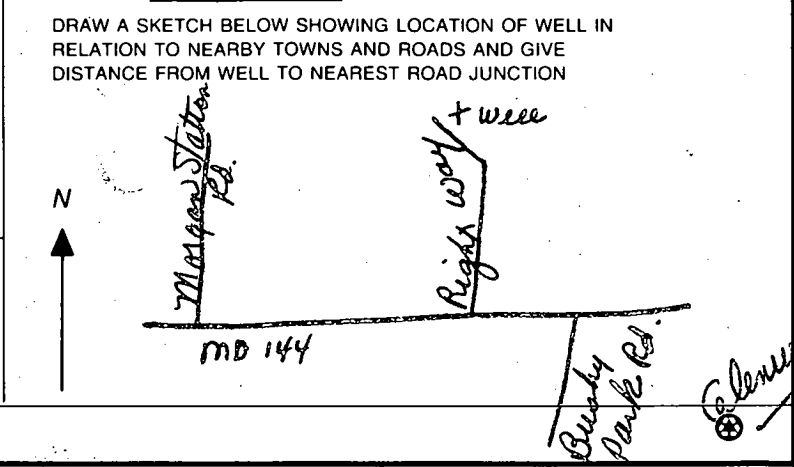 DRAW A SKETCH BELOW SHOWING LOCATION OF WELL IN
RELATION TO NEARBY TOWNS AND ROADS AND GIVE
DISTANCE FROM WELL TO NEAREST ROAD JUNCTION
Morgan Station
Rd.
Right Way
+ Well
N
MD 144
Bushy
Park Rd.